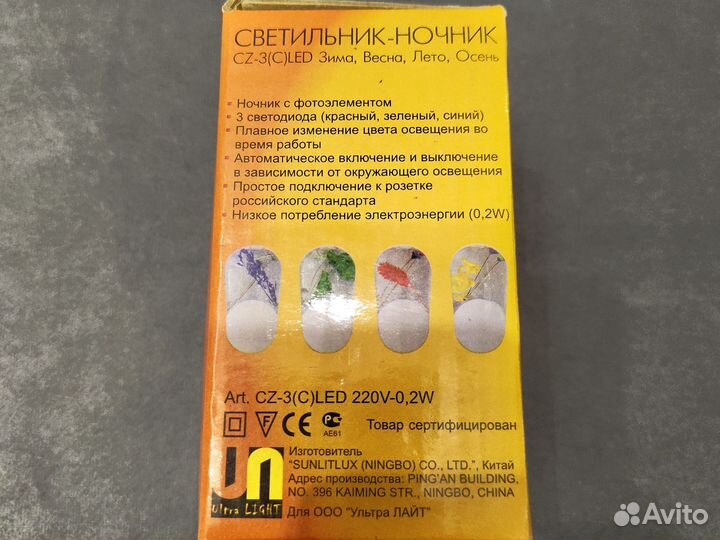 СВЕТИЛЬНИК-НОЧНИК
CZ-3(C)LED Зима, Весна, Лето, Осень
Ночник с фотоэлементом
3 светодиода (красный, зеленый, синий)
Плавное изменение цвета освещения во
время работы
Автоматическое включение и выключение
в зависимости от окружающего освещения
Простое подключение к розетке
российского стандарта
Низкое потребление электроэнергии (0,2W)
Art. CZ-3(C)LED 220V-0,2W
F CE РС Товар сертифицирован
АЕ61
Изготовитель
"SUNLITLUX (NINGBO) CO., LTD.", Китай
Адрес производства: PING'AN BUILDING,
NO. 396 KAIMING STR., NINGBO, CHINA
Для ООО "Ультра ЛАЙТ"
Ultra LIGHT
Avito